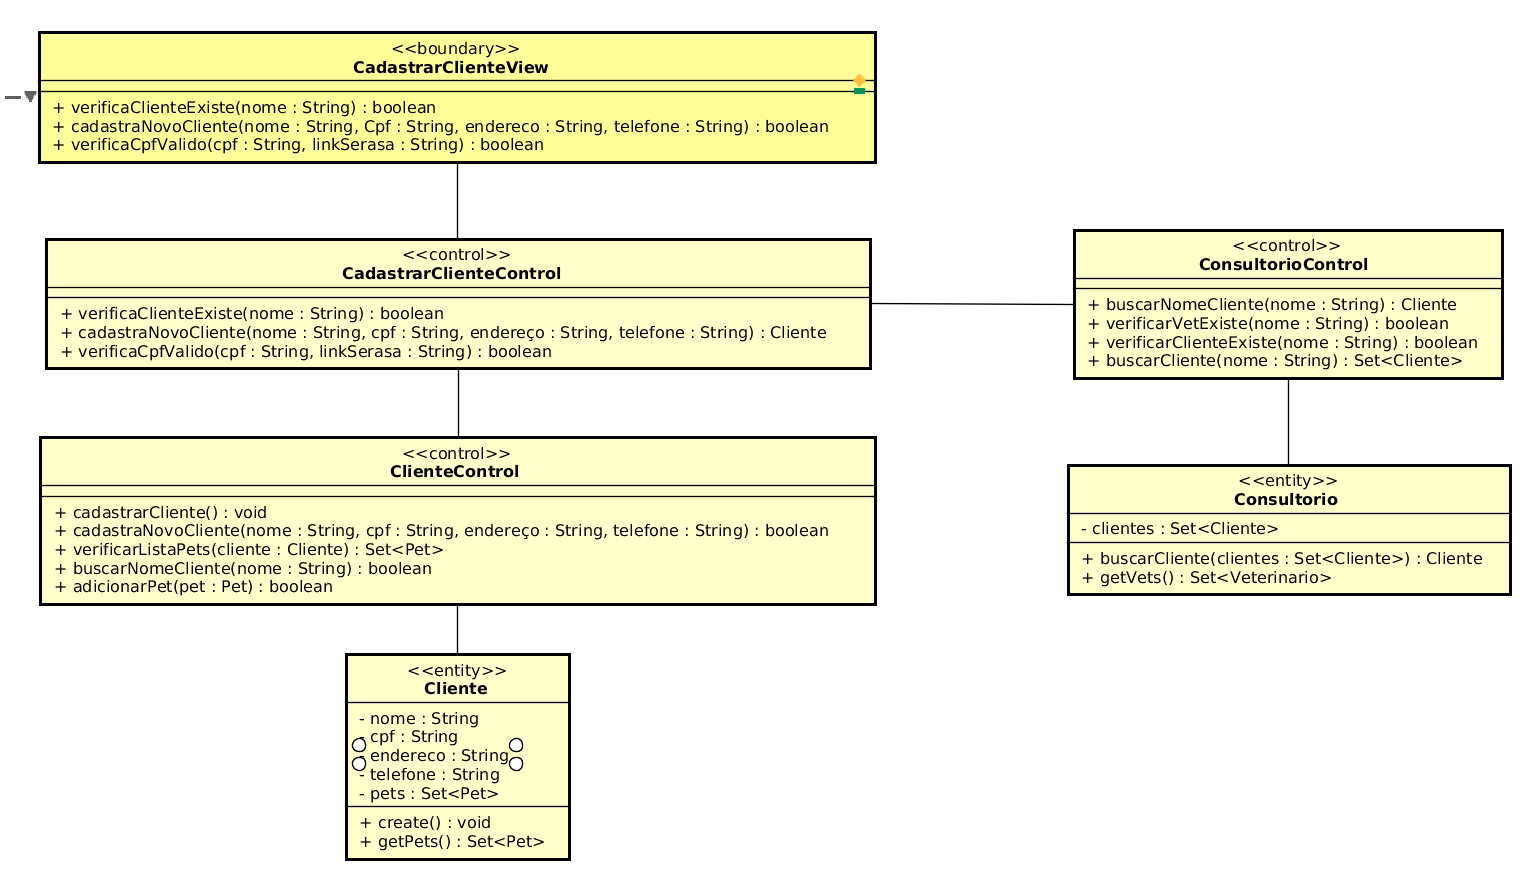 <<boundary>>
CadastrarClienteView
+ verificaClienteExiste(nome : String) : boolean
+ cadastraNovoCliente(nome : String, Cpf : String, endereco : String, telefone : String) : boolean
+ verificaCpfValido(cpf : String, linkSerasa : String) : boolean
<<control>>
CadastrarClienteControl
+ verificaClienteExiste(nome : String) : boolean
+ cadastraNovoCliente(nome : String, cpf : String, endereço : String, telefone : String) : Cliente
+ verificaCpfValido(cpf : String, linkSerasa : String) : boolean
<<control>>
ConsultorioControl
+ buscarNomeCliente(nome : String) : Cliente
+ verificarVetExiste(nome : String) : boolean
+ verificarClienteExiste(nome : String) : boolean
+ buscarCliente(nome : String) : Set<Cliente>
<<control>>
ClienteControl
+ cadastrarCliente() : void
+ cadastraNovoCliente(nome : String, cpf : String, endereço : String, telefone : String) : boolean
+ verificarListaPets(cliente : Cliente) : Set<Pet>
+ buscarNomeCliente(nome : String) : boolean
+ adicionarPet(pet : Pet) : boolean
<<entity>>
Consultorio
- clientes : Set<Cliente>
+ buscarCliente(clientes : Set<Cliente>) : Cliente
+ getVets() : Set<Veterinario>
<<entity>>
Cliente
- nome : String
- cpf : String
- endereco : String
- telefone : String
- pets : Set<Pet>
+ create() : void
+ getPets() : Set<Pet>